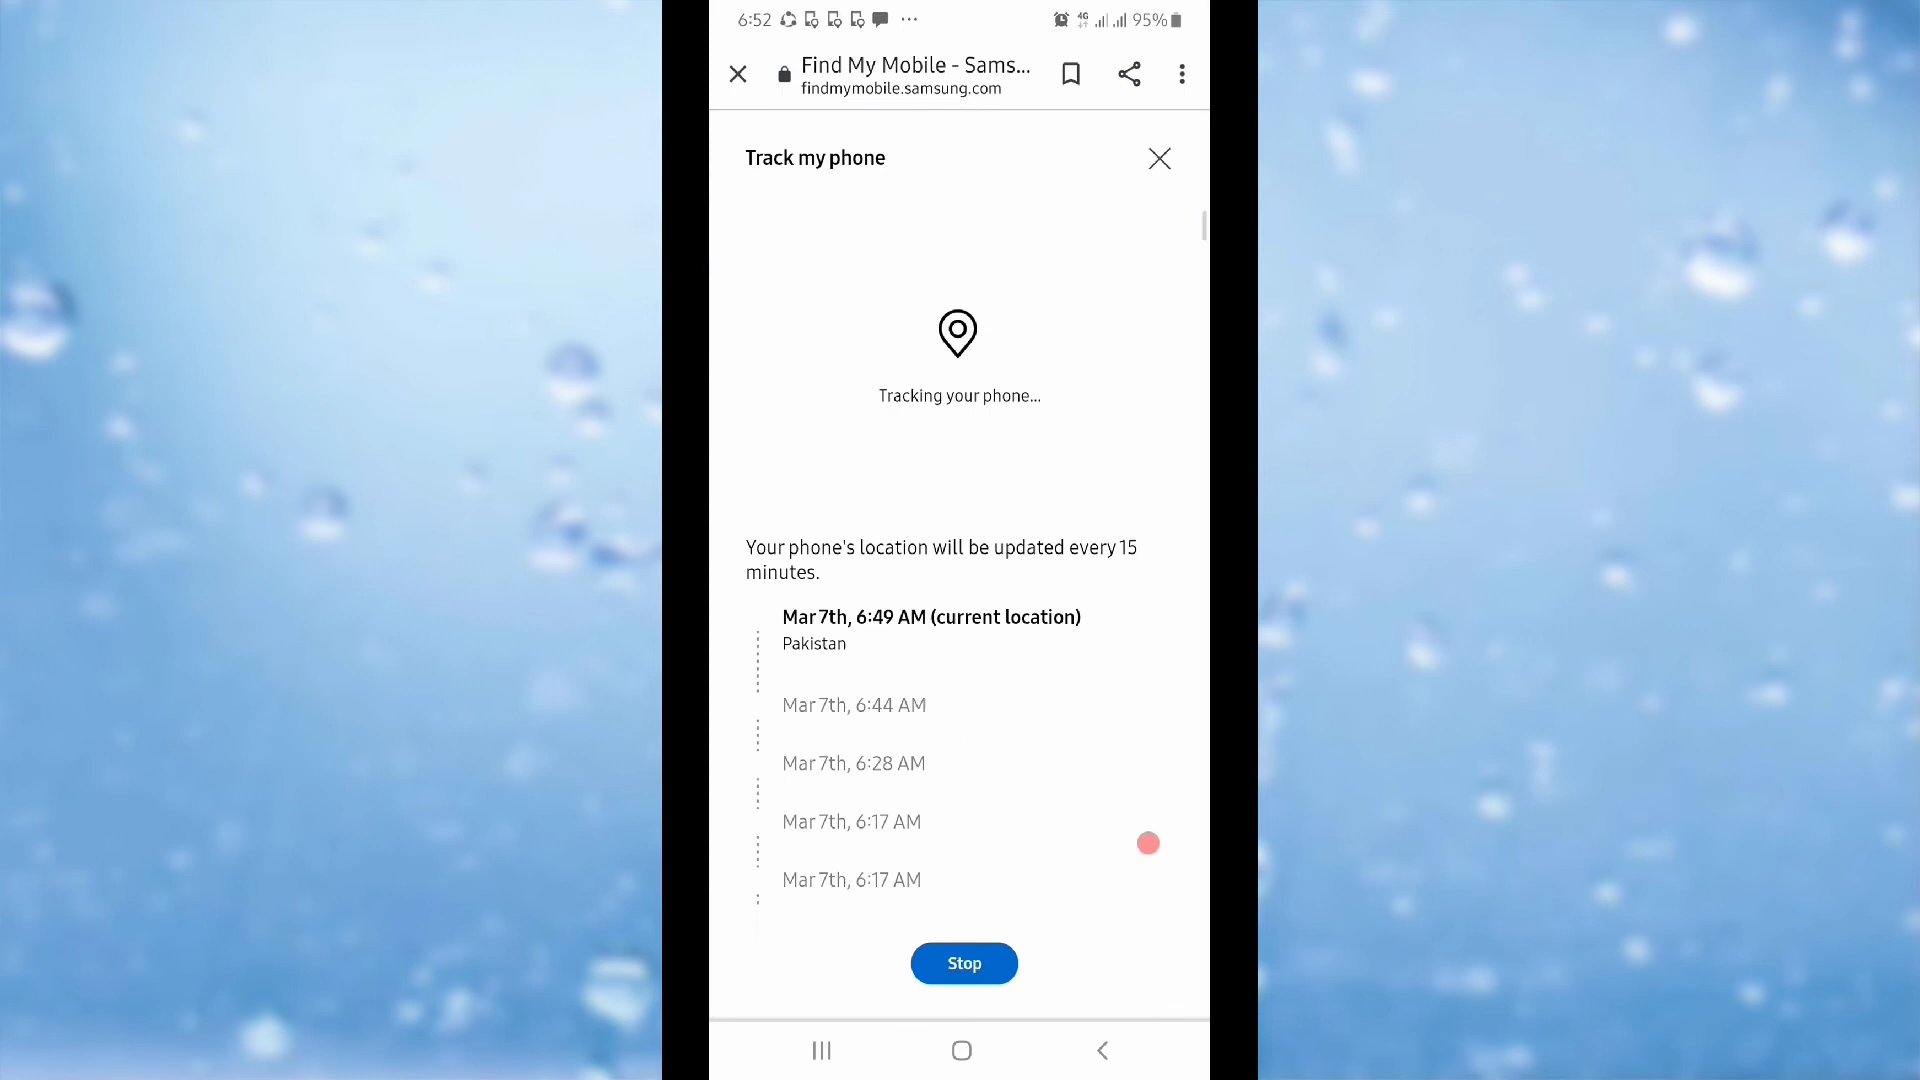 6:52
4G
95%
Find My Mobile - Sams...
findmymobile.samsung.com
Track my phone
Tracking your phone...
Your phone's location will be updated every 15
minutes.
Mar 7th, 6:49 AM (current location)
Pakistan
Mar 7th, 6:44 AM
Mar 7th, 6:28 AM
Mar 7th, 6:17 AM
Mar 7th, 6:17 AM
Stop